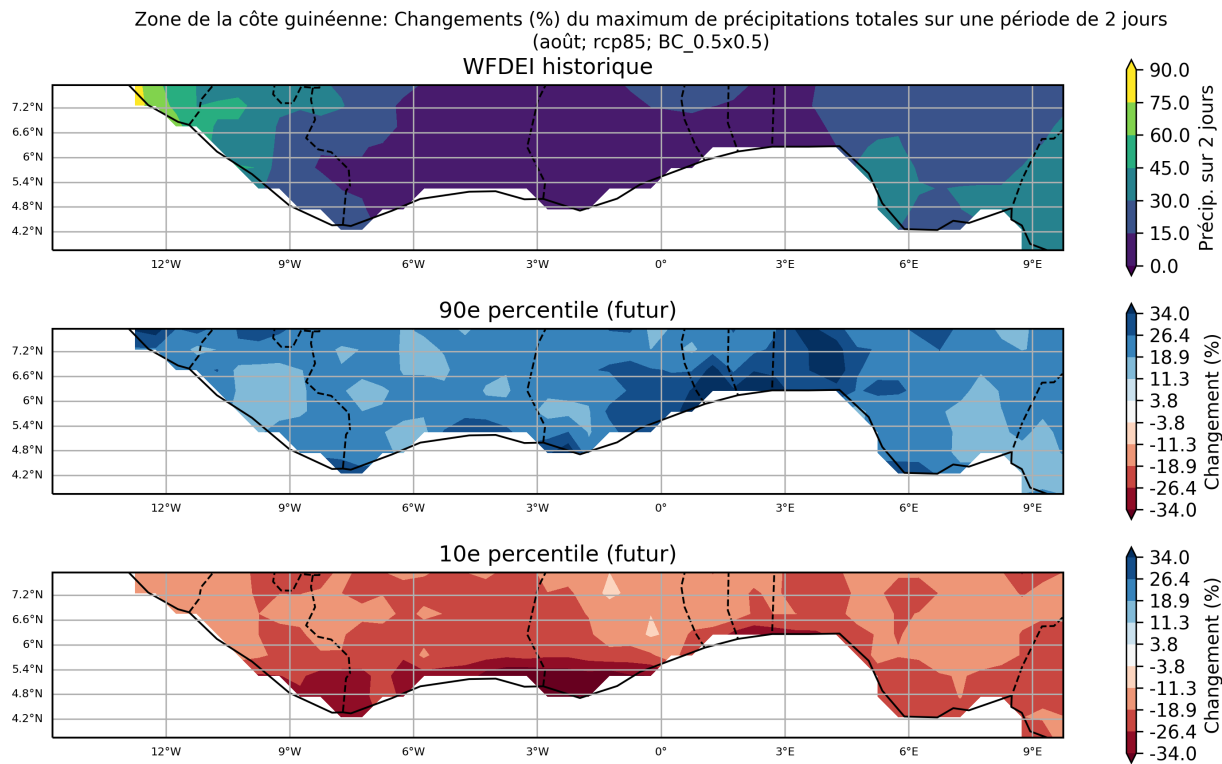 Zone de la côte guinéenne: Changements (%) du maximum de précipitations totales sur une période de 2 jours
(août; rcp85; BC_0.5x0.5)
WFDEI historique
7.2°N
6.6°N
6°N
5.4°N
4.8°N
4.2°N
12°W 9°W 6°W 3°W 0° 3°E 6°E 9°E
90.0
75.0
60.0
45.0
30.0
15.0
0.0
Précip. sur 2 jours
90e percentile (futur)
7.2°N
6.6°N
6°N
5.4°N
4.8°N
4.2°N
12°W 9°W 6°W 3°W 0° 3°E 6°E 9°E
34.0
26.4
18.9
11.3
3.8
-3.8
-11.3
-18.9
-26.4
-34.0
Changement (%)
10e percentile (futur)
7.2°N
6.6°N
6°N
5.4°N
4.8°N
4.2°N
12°W 9°W 6°W 3°W 0° 3°E 6°E 9°E
34.0
26.4
18.9
11.3
3.8
-3.8
-11.3
-18.9
-26.4
-34.0
Changement (%)